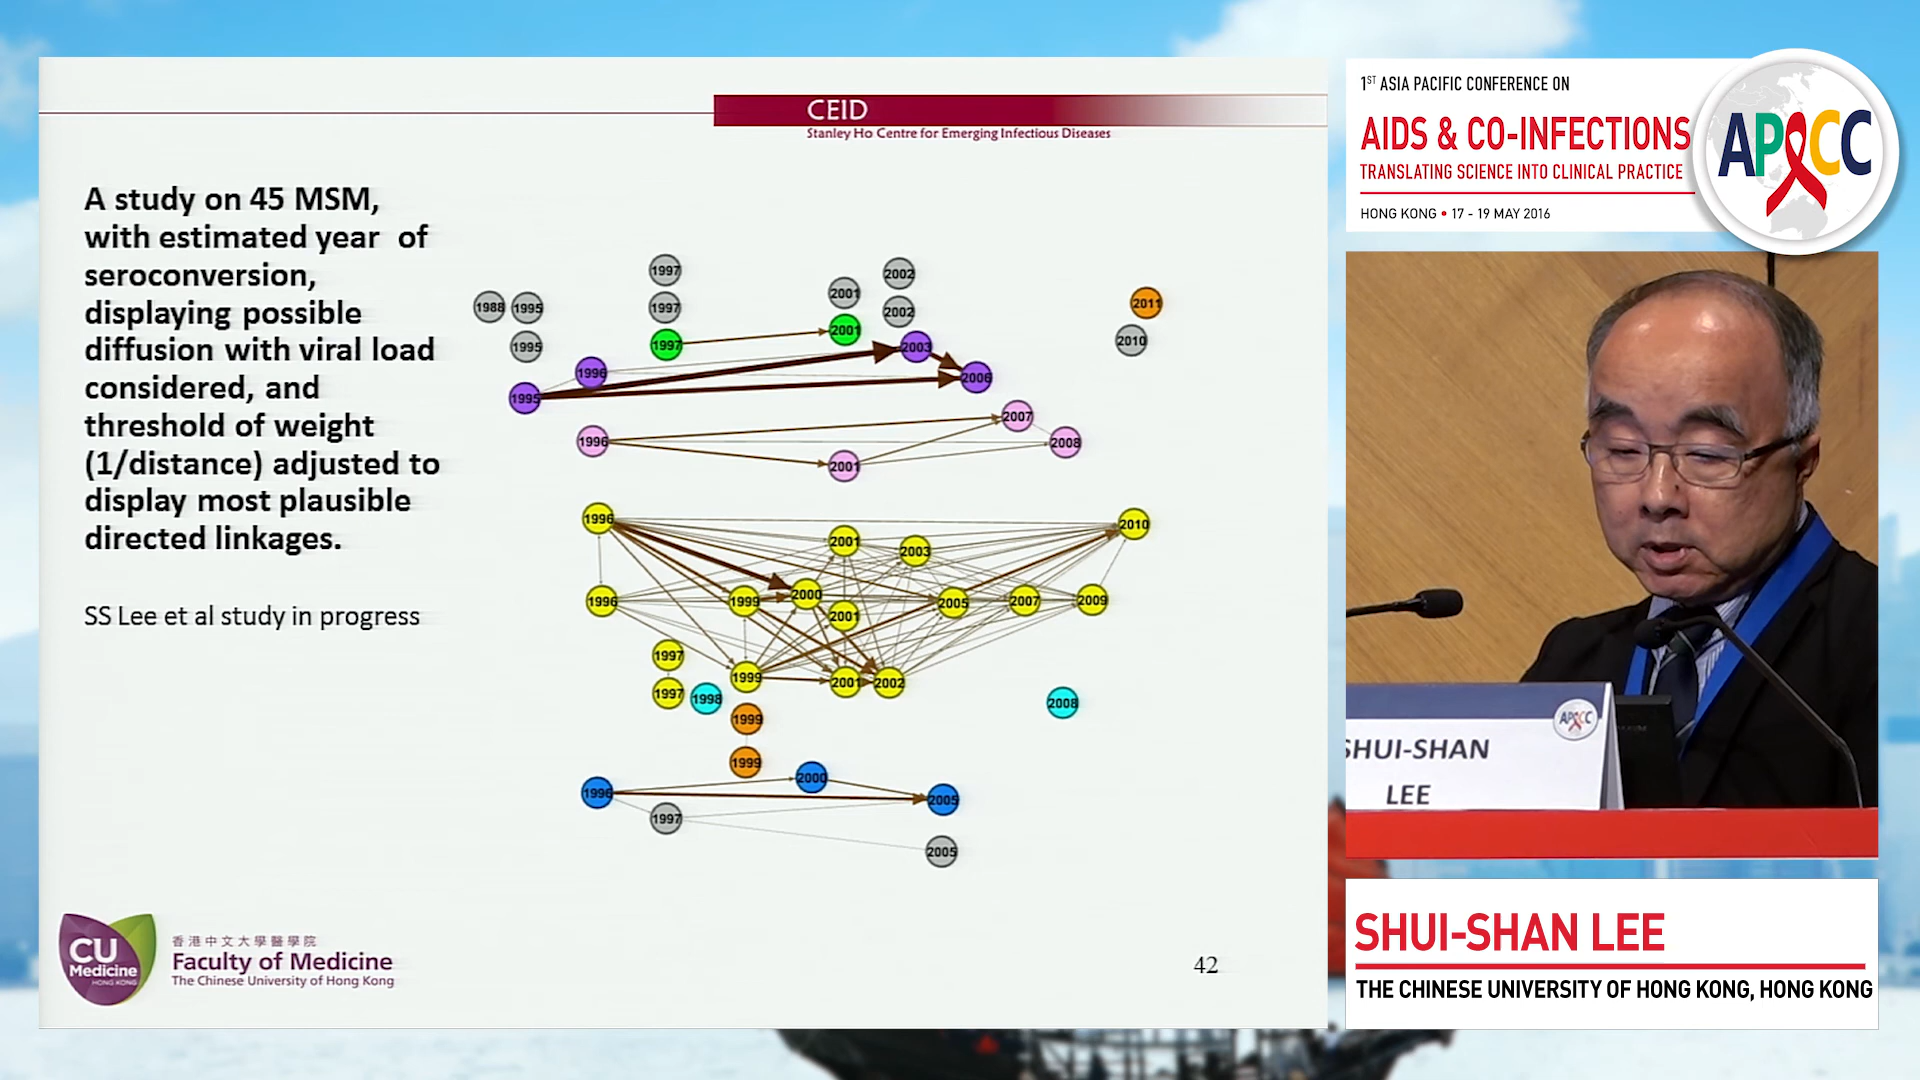 CEID
Stanley Ho Centre for Emerging Infectious Diseases
A study on 45 MSM,
with estimated year of
seroconversion,
displaying possible
diffusion with viral load
considered, and
threshold of weight
(1/distance) adjusted to
display most plausible
directed linkages.
SS Lee et al study in progress
1997
2002
2001
1988
1995
1997
2002
2011
1997
2001
1995
2003
2010
1996
2006
1995
2007
1996
2008
2001
1996
2010
2001
2003
1996
1999
2000
2001
2005
2007
2009
1997
1999
2001
2002
1997
1998
2008
1999
1999
2000
1996
2005
1997
2005
CU
Medicine
HONG KONG
香港中文大學醫學院
Faculty of Medicine
The Chinese University of Hong Kong
42
1ST ASIA PACIFIC CONFERENCE ON
AIDS & CO-INFECTIONS
TRANSLATING SCIENCE INTO CLINICAL PRACTICE
HONG KONG • 17 - 19 MAY 2016
APACC
APACC
SHUI-SHAN
LEE
SHUI-SHAN LEE
THE CHINESE UNIVERSITY OF HONG KONG, HONG KONG